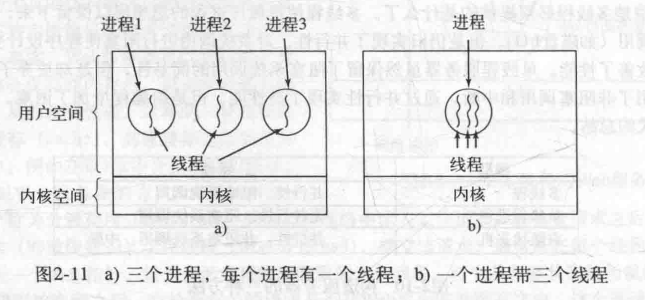 进程1 进程2 进程3 进程
用户空间
线程 线程
内核空间 内核 内核
a) b)
图2-11 a) 三个进程，每个进程有一个线程；b) 一个进程带三个线程